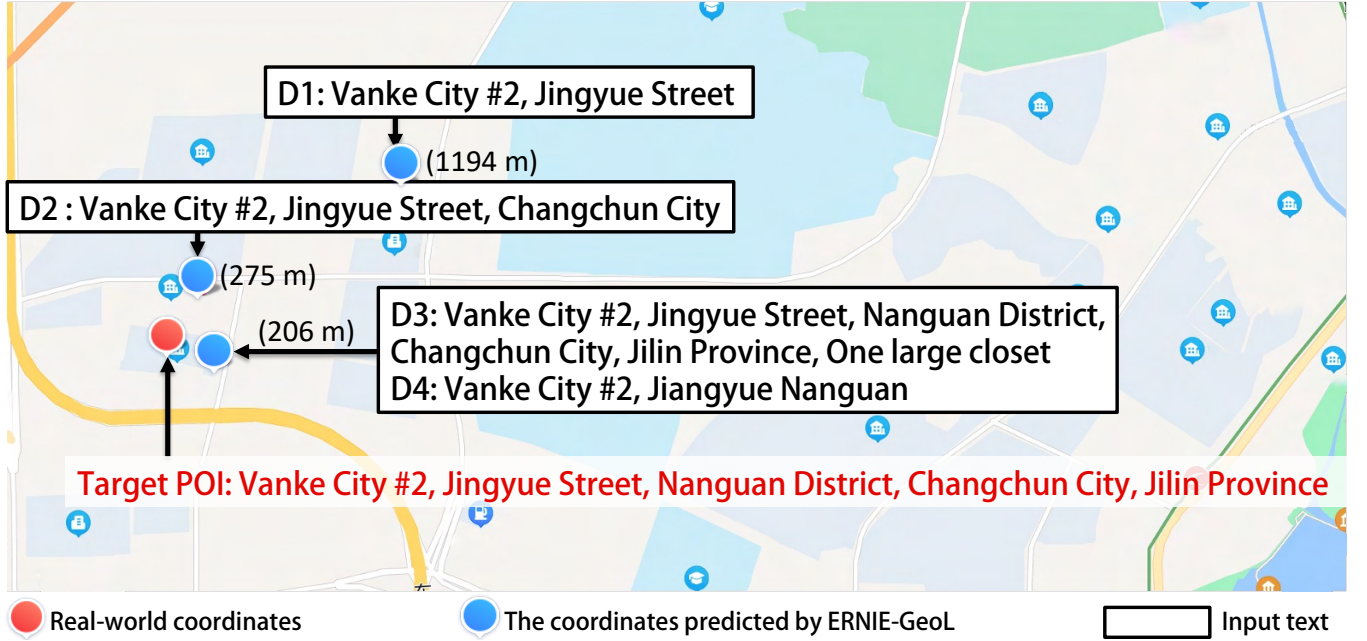 D1: Vanke City #2, Jingyue Street
(1194 m)
D2 : Vanke City #2, Jingyue Street, Changchun City
(275 m)
(206 m)
D3: Vanke City #2, Jingyue Street, Nanguan District,
Changchun City, Jilin Province, One large closet
D4: Vanke City #2, Jiangyue Nanguan
Target POI: Vanke City #2, Jingyue Street, Nanguan District, Changchun City, Jilin Province
Real-world coordinates
The coordinates predicted by ERNIE-GeoL
Input text